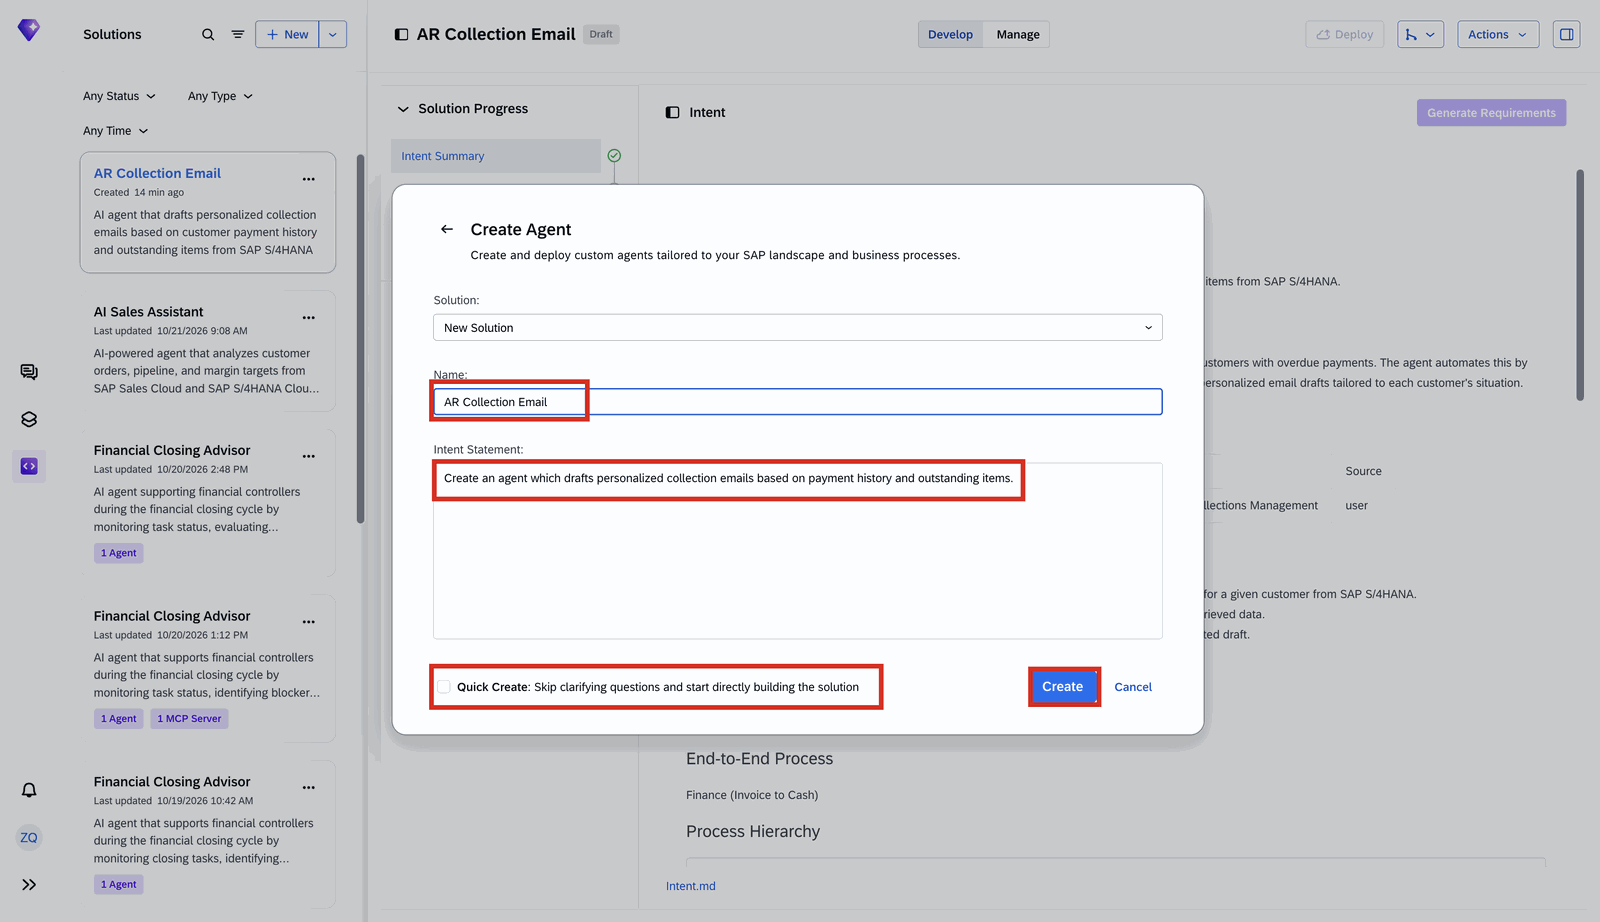 Solutions
New
AR Collection Email
Draft
Develop
Manage
Deploy
Actions
Any Status
Any Type
Any Time
AR Collection Email
Created 14 min ago
AI agent that drafts personalized collection
emails based on customer payment history
and outstanding items from SAP S/4HANA
AI Sales Assistant
Last updated 10/21/2026 9:08 AM
AI-powered agent that analyzes customer
orders, pipeline, and margin targets from
SAP Sales Cloud and SAP S/4HANA Clou...
Financial Closing Advisor
Last updated 10/20/2026 2:48 PM
AI agent supporting financial controllers
during the financial closing cycle by
monitoring task status, evaluating...
1 Agent
Financial Closing Advisor
Last updated 10/20/2026 1:12 PM
AI agent that supports financial controllers
during the financial closing cycle by
monitoring task status, identifying blocker...
1 Agent
1 MCP Server
Financial Closing Advisor
Last updated 10/19/2026 10:42 AM
AI agent that supports financial controllers
during the financial closing cycle by
monitoring closing tasks, identifying...
1 Agent
ZQ
Solution Progress
Intent Summary
Intent
Generate Requirements
Create Agent
Create and deploy custom agents tailored to your SAP landscape and business processes.
Solution:
New Solution
Name:
AR Collection Email
Intent Statement:
Create an agent which drafts personalized collection emails based on payment history and outstanding items.
Quick Create: Skip clarifying questions and start directly building the solution
Create
Cancel
items from SAP S/4HANA.
ustomers with overdue payments. The agent automates this by
ersonalized email drafts tailored to each customer's situation.
Source
llections Management
user
for a given customer from SAP S/4HANA.
rieved data.
ted draft.
End-to-End Process
Finance (Invoice to Cash)
Process Hierarchy
Intent.md